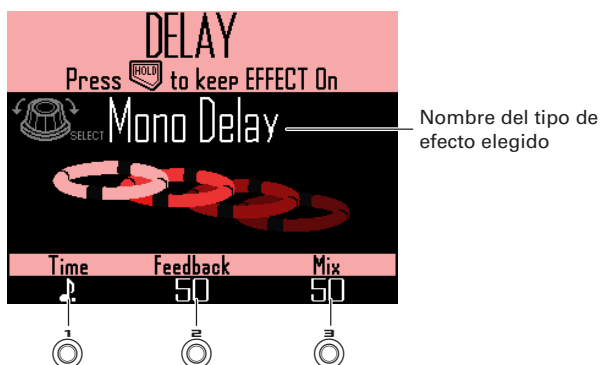 DELAY
Press HOLD to keep EFFECT On
SELECT Mono Delay
Nombre del tipo de
efecto elegido
Time Feedback Mix
♪. 50 50
1 2 3